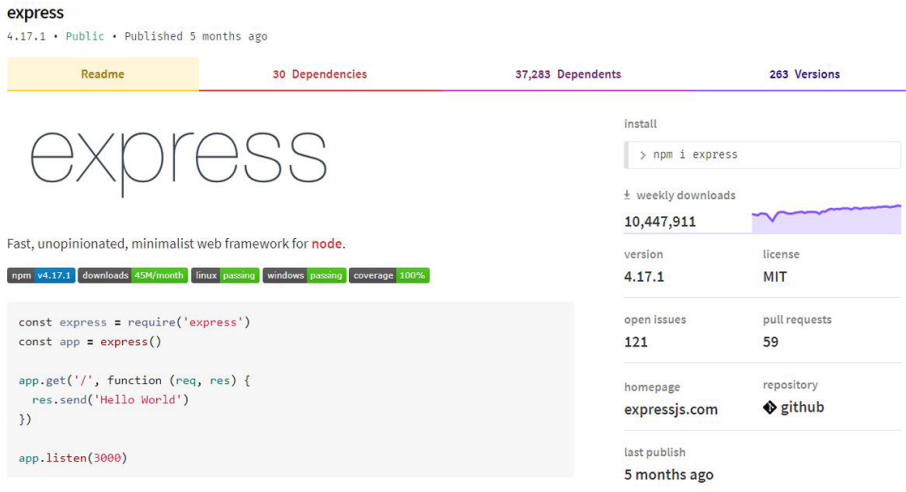 express
4.17.1 • Public • Published 5 months ago
Readme
30 Dependencies
37,283 Dependents
263 Versions
express
Fast, unopinionated, minimalist web framework for node.
npm v4.17.1 downloads 45M/month linux passing windows passing coverage 100%
const express = require('express')
const app = express()
app.get('/', function (req, res) {
  res.send('Hello World')
})
app.listen(3000)
install
> npm i express
weekly downloads
10,447,911
version
4.17.1
license
MIT
open issues
121
pull requests
59
homepage
expressjs.com
repository
github
last publish
5 months ago